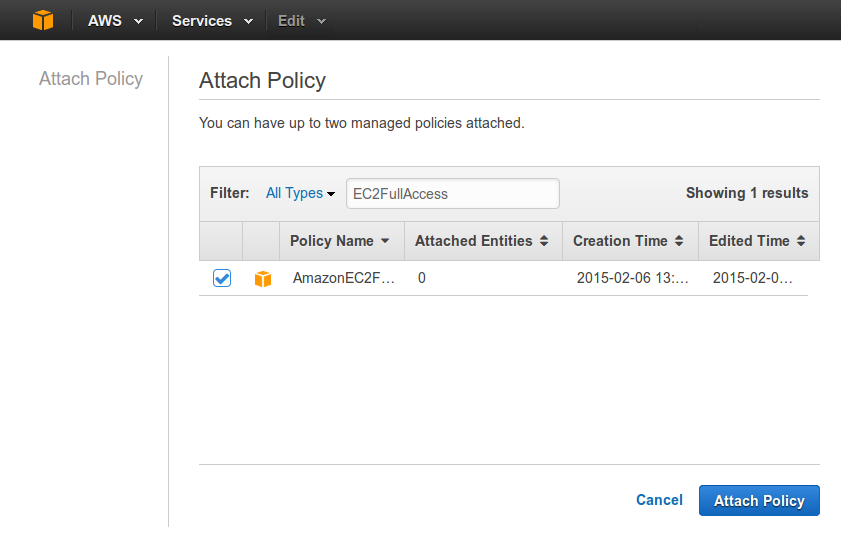 AWS Services Edit
Attach Policy
Attach Policy
You can have up to two managed policies attached.
Filter: All Types EC2FullAccess Showing 1 results
Policy Name Attached Entities Creation Time Edited Time
AmazonEC2F… 0 2015-02-06 13:… 2015-02-0…
Cancel Attach Policy